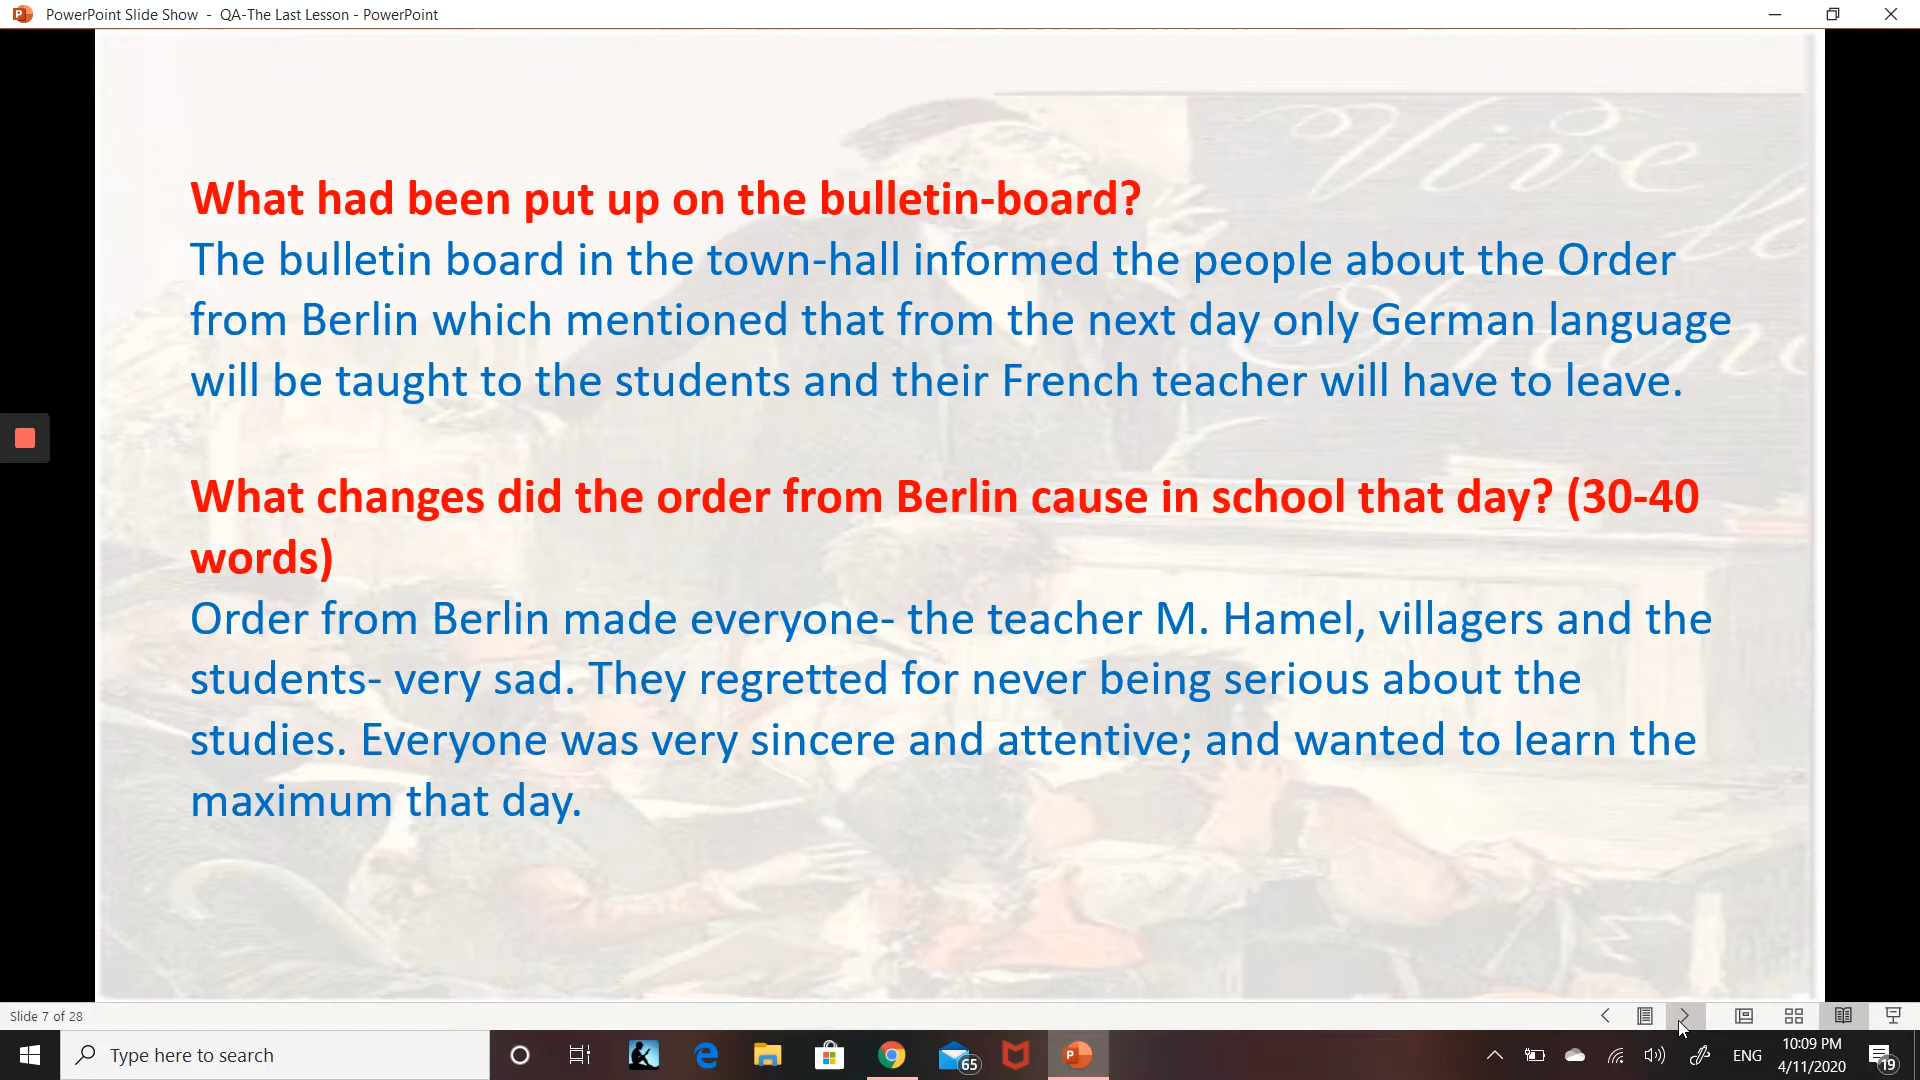 PowerPoint Slide Show - QA-The Last Lesson - PowerPoint
Vive
la
What had been put up on the bulletin-board?
The bulletin board in the town-hall informed the people about the Order
from Berlin which mentioned that from the next day only German language
will be taught to the students and their French teacher will have to leave.
What changes did the order from Berlin cause in school that day? (30-40
words)
Order from Berlin made everyone- the teacher M. Hamel, villagers and the
students- very sad. They regretted for never being serious about the
studies. Everyone was very sincere and attentive; and wanted to learn the
maximum that day.
Slide 7 of 28
Type here to search
65
ENG
10:09 PM
4/11/2020
19